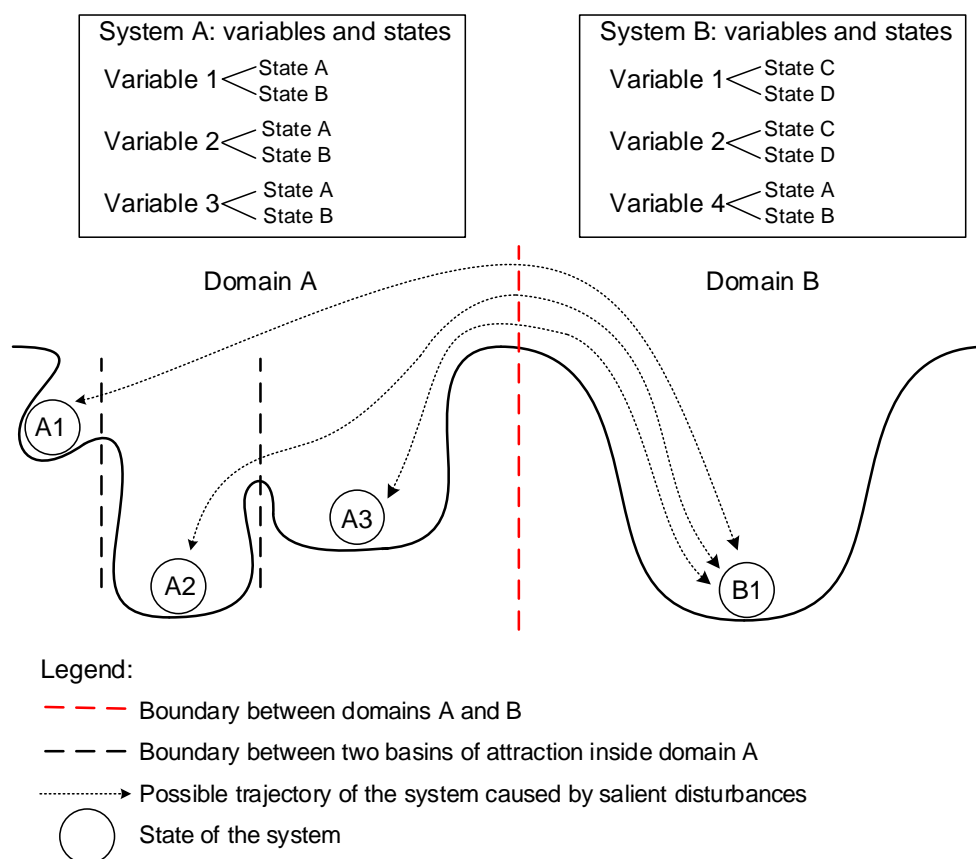 System A: variables and states
Variable 1
State A
State B
Variable 2
State A
State B
Variable 3
State A
State B
System B: variables and states
Variable 1
State C
State D
Variable 2
State C
State D
Variable 4
State A
State B
Domain A
Domain B
A1
A2
A3
B1
Legend:
Boundary between domains A and B
Boundary between two basins of attraction inside domain A
Possible trajectory of the system caused by salient disturbances
State of the system